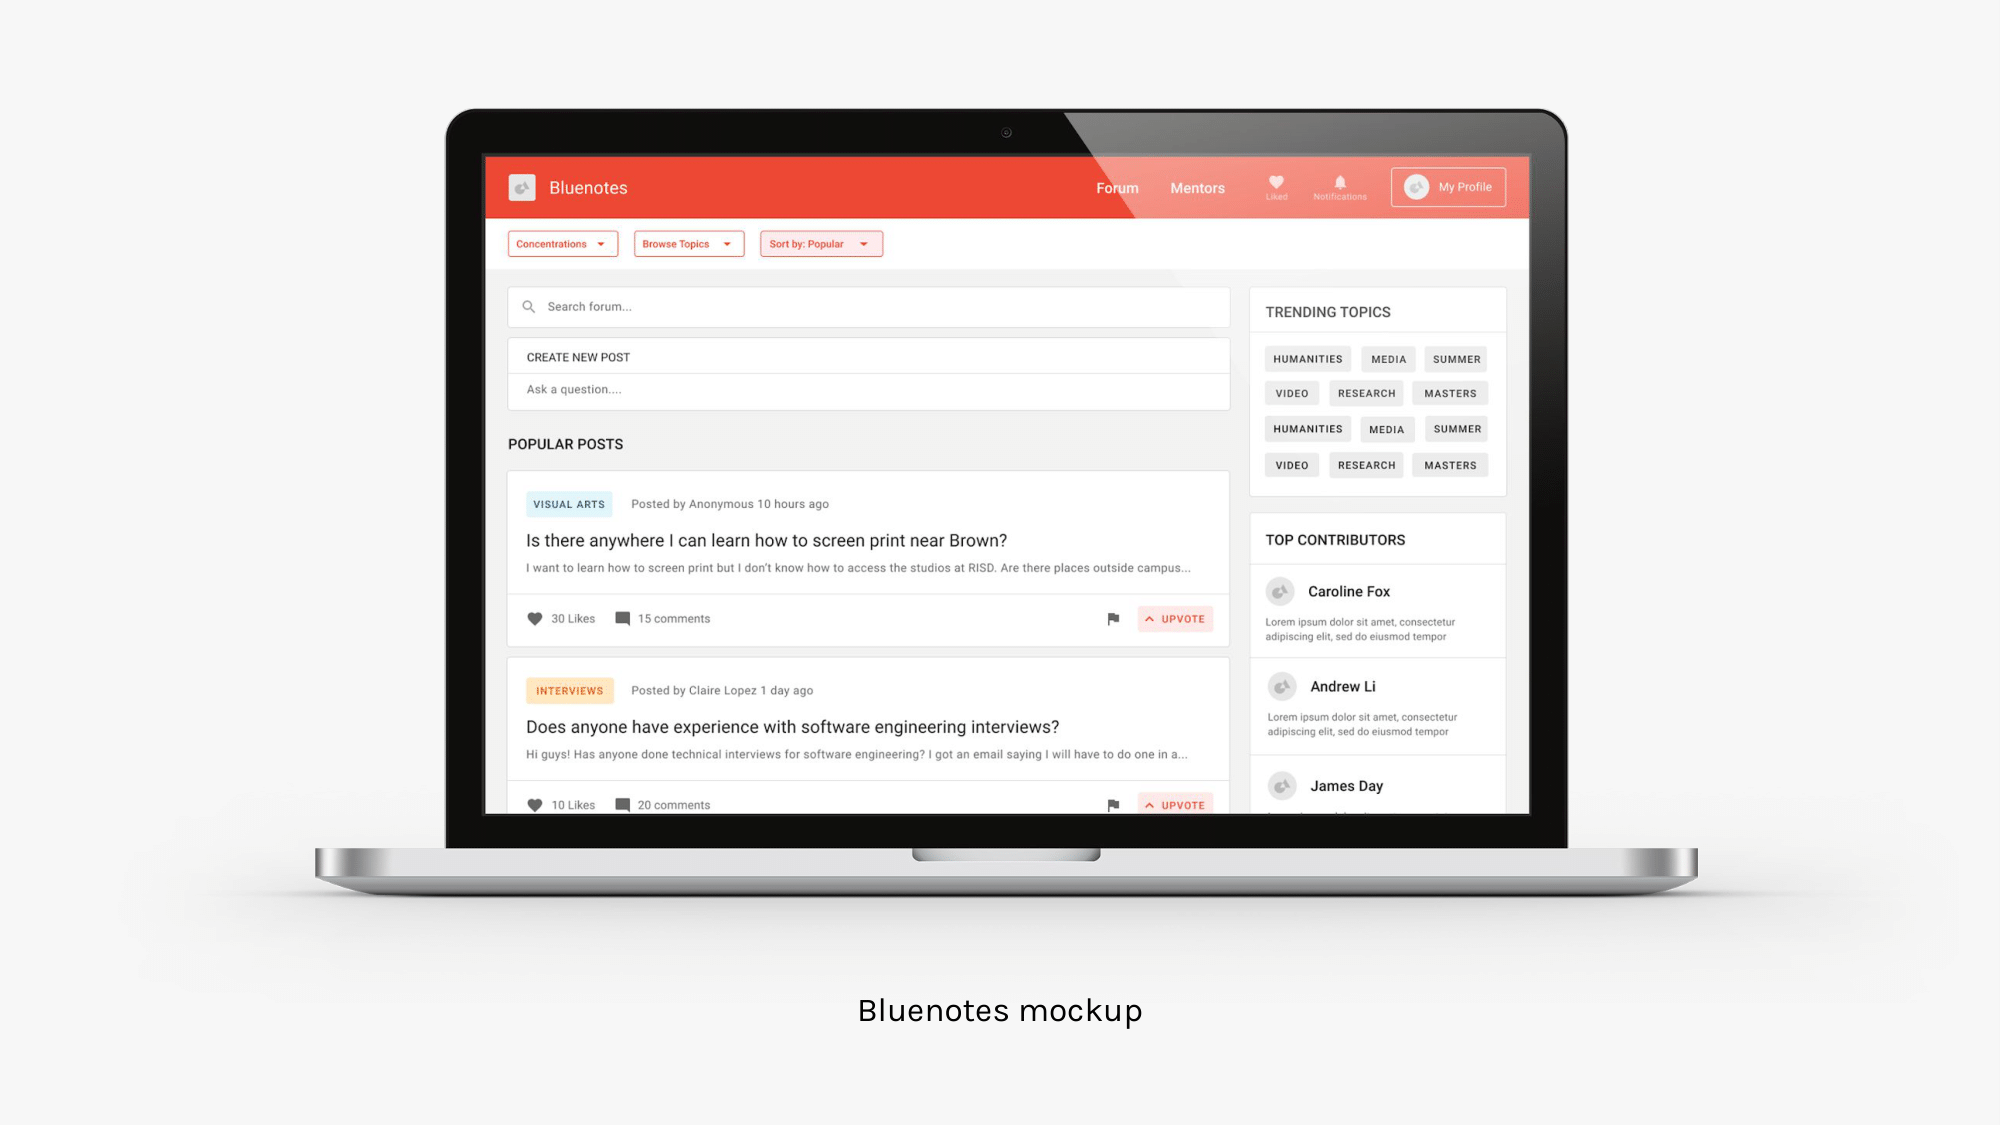 Bluenotes
Forum
Mentors
Liked
Notifications
My Profile
Concentrations
Browse Topics
Sort by: Popular
Search forum...
CREATE NEW POST
Ask a question....
POPULAR POSTS
VISUAL ARTS
Posted by Anonymous 10 hours ago
Is there anywhere I can learn how to screen print near Brown?
I want to learn how to screen print but I don't know how to access the studios at RISD. Are there places outside campus...
30 Likes
15 comments
UPVOTE
INTERVIEWS
Posted by Claire Lopez 1 day ago
Does anyone have experience with software engineering interviews?
Hi guys! Has anyone done technical interviews for software engineering? I got an email saying I will have to do one in a...
10 Likes
20 comments
UPVOTE
TRENDING TOPICS
HUMANITIES
MEDIA
SUMMER
VIDEO
RESEARCH
MASTERS
HUMANITIES
MEDIA
SUMMER
VIDEO
RESEARCH
MASTERS
TOP CONTRIBUTORS
Caroline Fox
Lorem ipsum dolor sit amet, consectetur
adipiscing elit, sed do eiusmod tempor
Andrew Li
Lorem ipsum dolor sit amet, consectetur
adipiscing elit, sed do eiusmod tempor
James Day
Bluenotes mockup